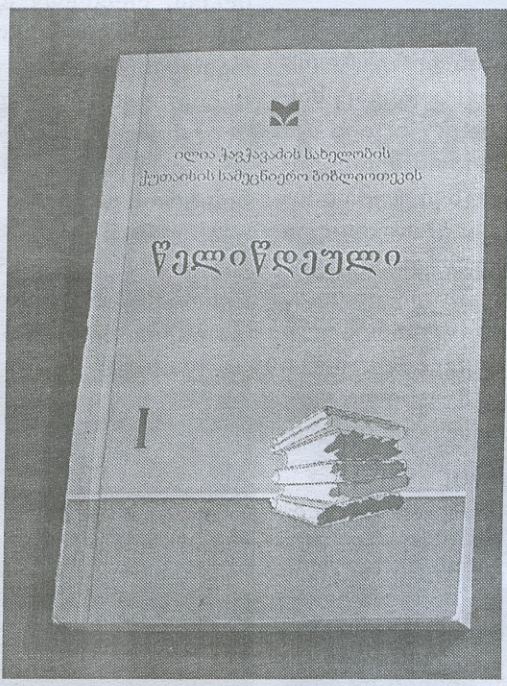 ილია ჭავჭავაძის სახელობის
ქუთაისის სამეცნიერო ბიბლიოთეკის
წელიწდეული
I